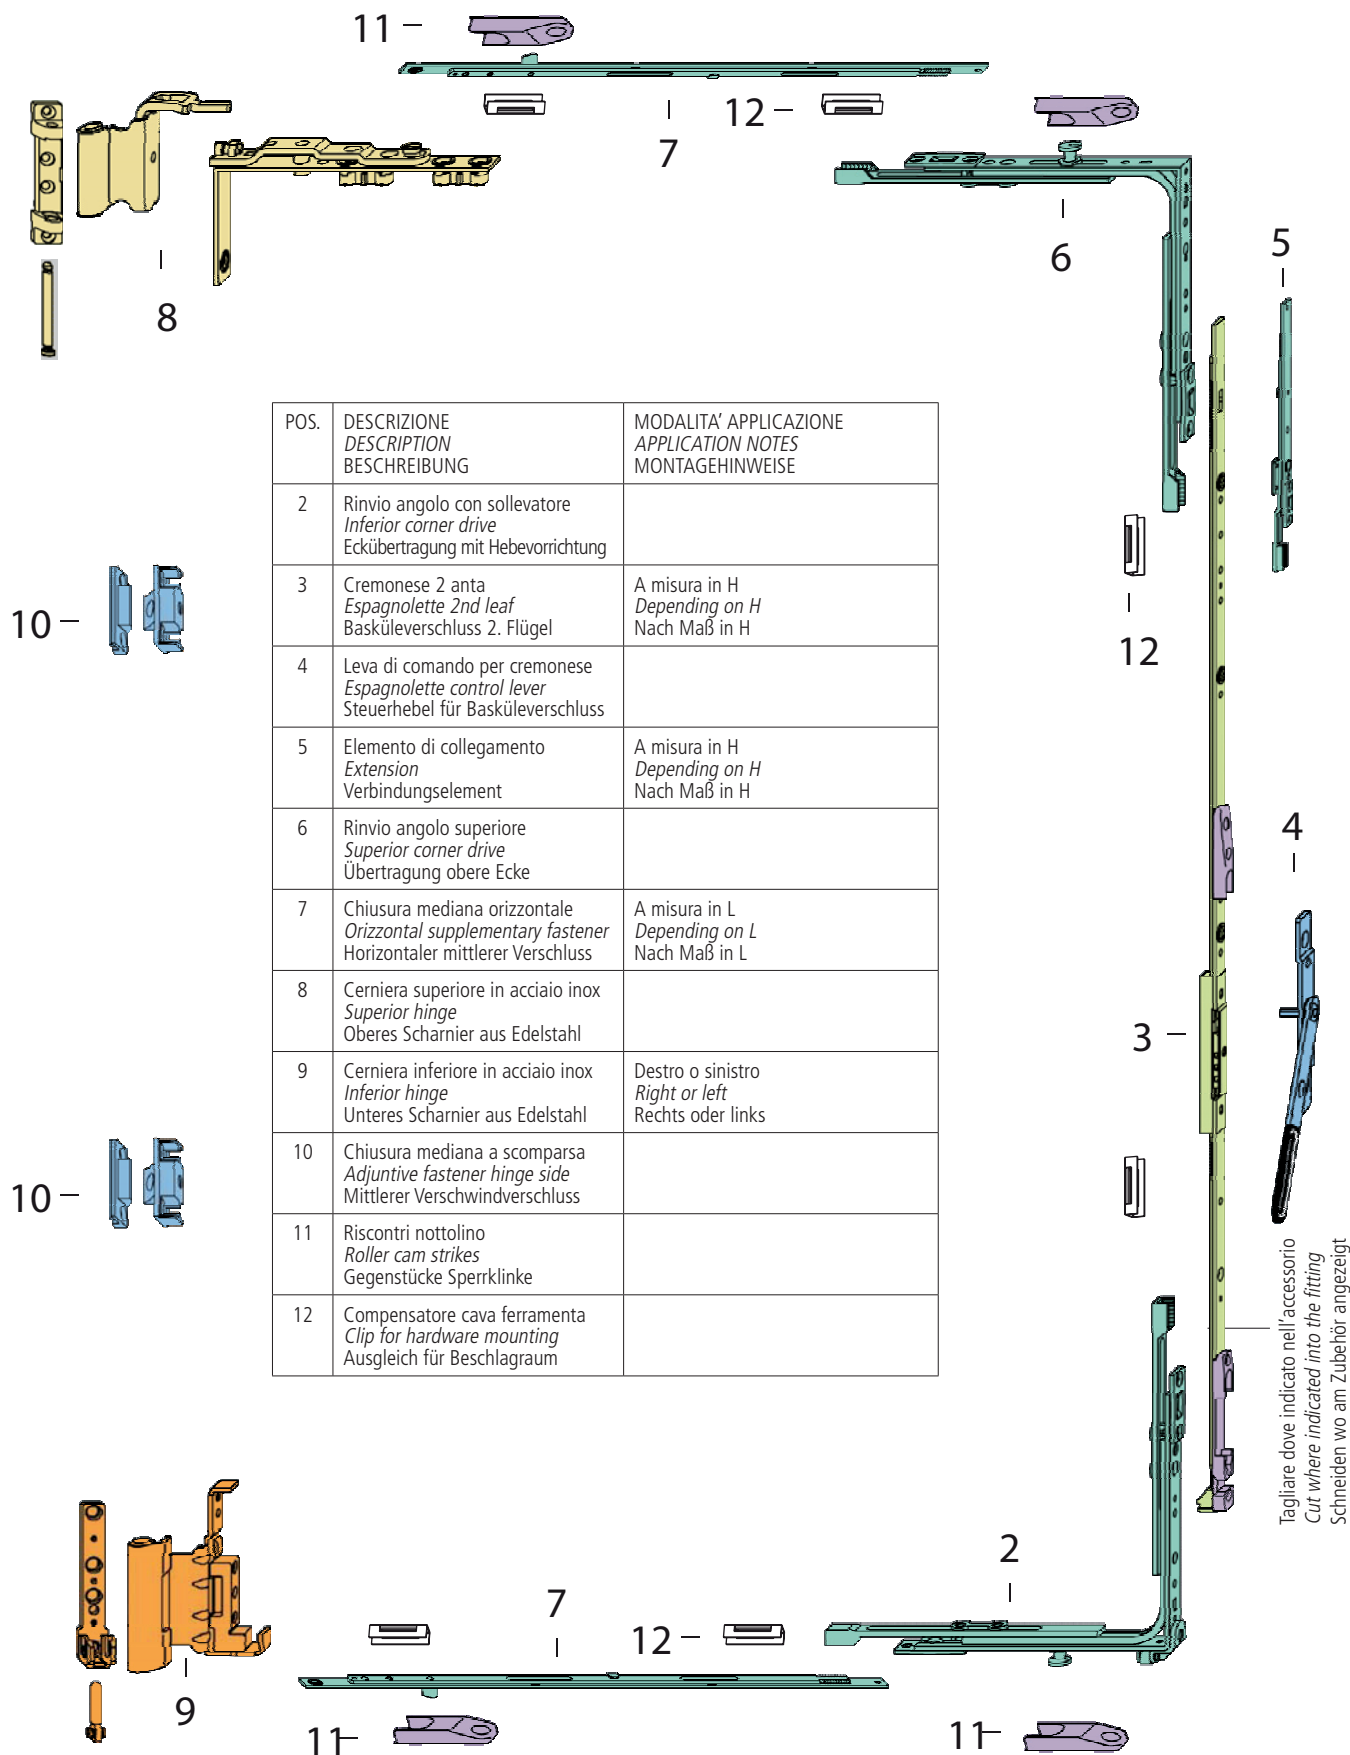 11
12
7
6
5
8
POS.
DESCRIZIONE
DESCRIPTION
BESCHREIBUNG
MODALITA’ APPLICAZIONE
APPLICATION NOTES
MONTAGEHINWEISE
2
Rinvio angolo con sollevatore
Inferior corner drive
Eckübertragung mit Hebevorrichtung
3
Cremonese 2 anta
Espagnolette 2nd leaf
Basküleverschluss 2. Flügel
A misura in H
Depending on H
Nach Maß in H
4
Leva di comando per cremonese
Espagnolette control lever
Steuerhebel für Basküleverschluss
5
Elemento di collegamento
Extension
Verbindungselement
A misura in H
Depending on H
Nach Maß in H
6
Rinvio angolo superiore
Superior corner drive
Übertragung obere Ecke
7
Chiusura mediana orizzontale
Orizzontal supplementary fastener
Horizontaler mittlerer Verschluss
A misura in L
Depending on L
Nach Maß in L
8
Cerniera superiore in acciaio inox
Superior hinge
Oberes Scharnier aus Edelstahl
9
Cerniera inferiore in acciaio inox
Inferior hinge
Unteres Scharnier aus Edelstahl
Destro o sinistro
Right or left
Rechts oder links
10
Chiusura mediana a scomparsa
Adjuntive fastener hinge side
Mittlerer Verschwindverschluss
11
Riscontri nottolino
Roller cam strikes
Gegenstücke Sperrklinke
12
Compensatore cava ferramenta
Clip for hardware mounting
Ausgleich für Beschlagraum
10
12
4
3
10
Tagliare dove indicato nell’accessorio
Cut where indicated into the fitting
Schneiden wo am Zubehör angezeigt
2
7
12
9
11
11